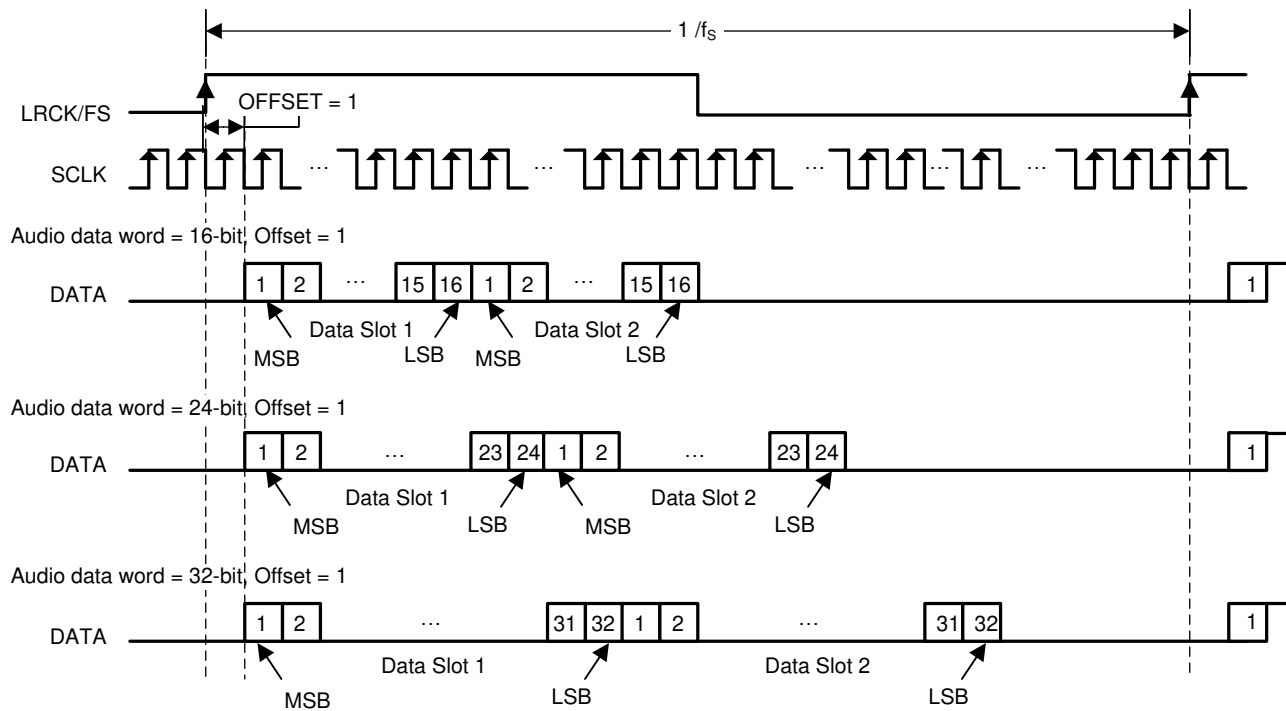 1 /fS
LRCK/FS
OFFSET = 1
SCLK
… … … … …
Audio data word = 16-bit, Offset = 1
DATA
1 2 … 15 16 1 2 … 15 16 1
Data Slot 1 Data Slot 2
MSB LSB MSB LSB
Audio data word = 24-bit, Offset = 1
DATA
1 2 … 23 24 1 2 … 23 24 1
Data Slot 1 Data Slot 2
MSB LSB MSB LSB
Audio data word = 32-bit, Offset = 1
DATA
1 2 … 31 32 1 2 … 31 32 1
Data Slot 1 Data Slot 2
MSB LSB LSB